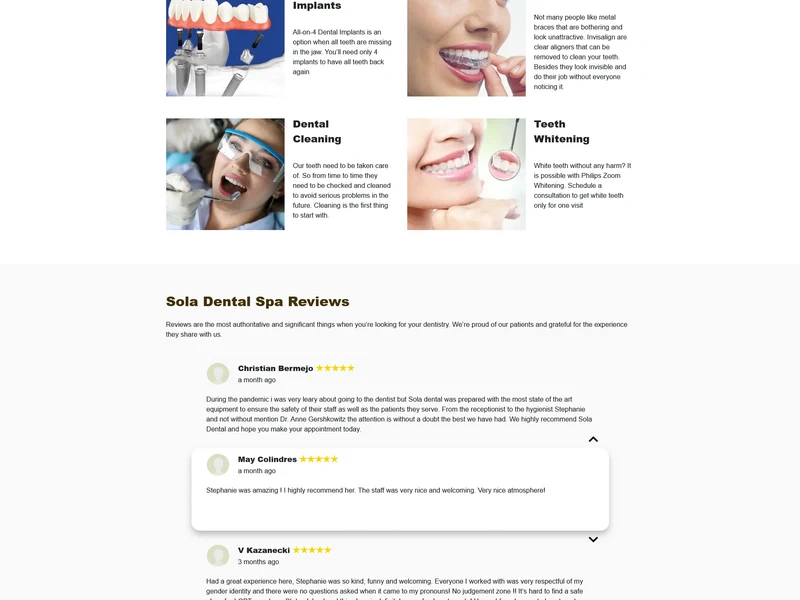 Implants
All-on-4 Dental Implants is an
option when all teeth are missing
in the jaw. You'll need only 4
implants to have all teeth back
again
Not many people like metal
braces that are bothering and
look unattractive. Invisalign are
clear aligners that can be
removed to clean your teeth.
Besides they look invisible and
do their job without everyone
noticing it.
Dental
Cleaning
Our teeth need to be taken care
of. So from time to time they
need to be checked and cleaned
to avoid serious problems in the
future. Cleaning is the first thing
to start with.
Teeth
Whitening
White teeth without any harm? It
is possible with Philips Zoom
Whitening. Schedule a
consultation to get white teeth
only for one visit
Sola Dental Spa Reviews
Reviews are the most authoritative and significant things when you're looking for your dentistry. We're proud of our patients and grateful for the experience
they share with us.
Christian Bermejo ★★★★★
a month ago
During the pandemic i was very leary about going to the dentist but Sola dental was prepared with the most state of the art
equipment to ensure the safety of their staff as well as the patients they serve. From the receptionist to the hygienist Stephanie
and not without mention Dr. Anne Gershkowitz the attention is without a doubt the best we have had. We highly recommend Sola
Dental and hope you make your appointment today.
May Colindres ★★★★★
a month ago
Stephanie was amazing ! I highly recommend her. The staff was very nice and welcoming. Very nice atmosphere!
V Kazanecki ★★★★★
3 months ago
Had a great experience here, Stephanie was so kind, funny and welcoming. Everyone I worked with was very respectful of my
gender identity and there were no questions asked when it came to my pronouns! No judgement zone !! It's hard to find a safe